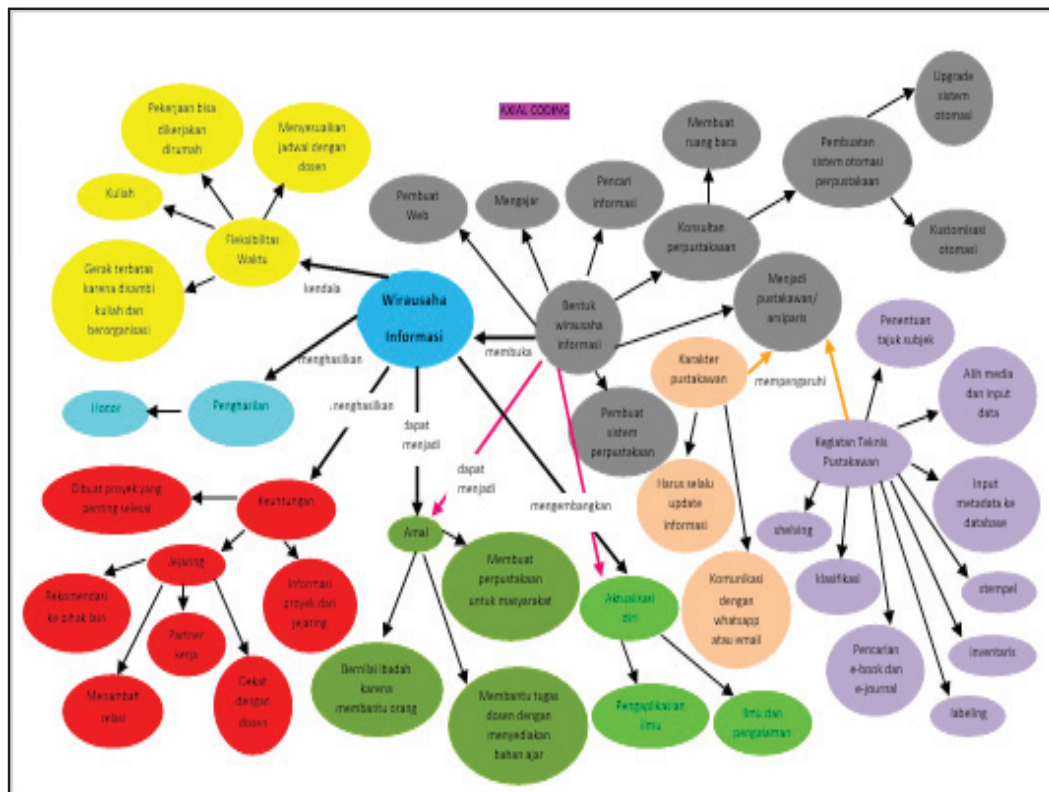 AXIAL CODING
Pekerjaan bisa
dikerjakan
dirumah
Menyesuaikan
jadwal dengan
dosen
Kuliah
Fleksibilitas
Waktu
Gerak terbatas
karena disambi
kuliah dan
berorganisasi
kendala
Wirausaha
Informasi
Pembuat
Web
Mengajar
Pencari
informasi
Membuat
ruang baca
Konsultan
perpustakaan
Pembuatan
sistem otomasi
perpustakaan
Upgrade
sistem
otomasi
Kustomisasi
otomasi
Bentuk
wirausaha
informasi
membuka
Menjadi
pustakawan/
arsiparis
Pembuat
sistem
perpustakaan
Karakter
pustakawan
mempengaruhi
Harus selalu
update
informasi
Komunikasi
dengan
whatsapp
atau email
Penentuan
tajuk subjek
Alih media
dan input
data
Kegiatan Teknis
Pustakawan
Input
metadata ke
database
shelving
klasifikasi
stempel
Pencarian
e-book dan
e-journal
inventaris
labeling
menghasilkan
Penghasilan
Honor
menghasilkan
dapat
menjadi
dapat
menjadi
mengembangkan
Keuntungan
Dibuat proyek yang
penting selesai
Jejaring
Informasi
proyek dari
jejaring
Rekomendasi
ke pihak lain
Partner
kerja
Menambah
relasi
Dekat
dengan
dosen
Amal
Membuat
perpustakaan
untuk masyarakat
Bernilai ibadah
karena
membantu orang
Membantu tugas
dosen dengan
menyediakan
bahan ajar
Aktualisasi
diri
Pengaplikasian
ilmu
Ilmu dan
pengalaman